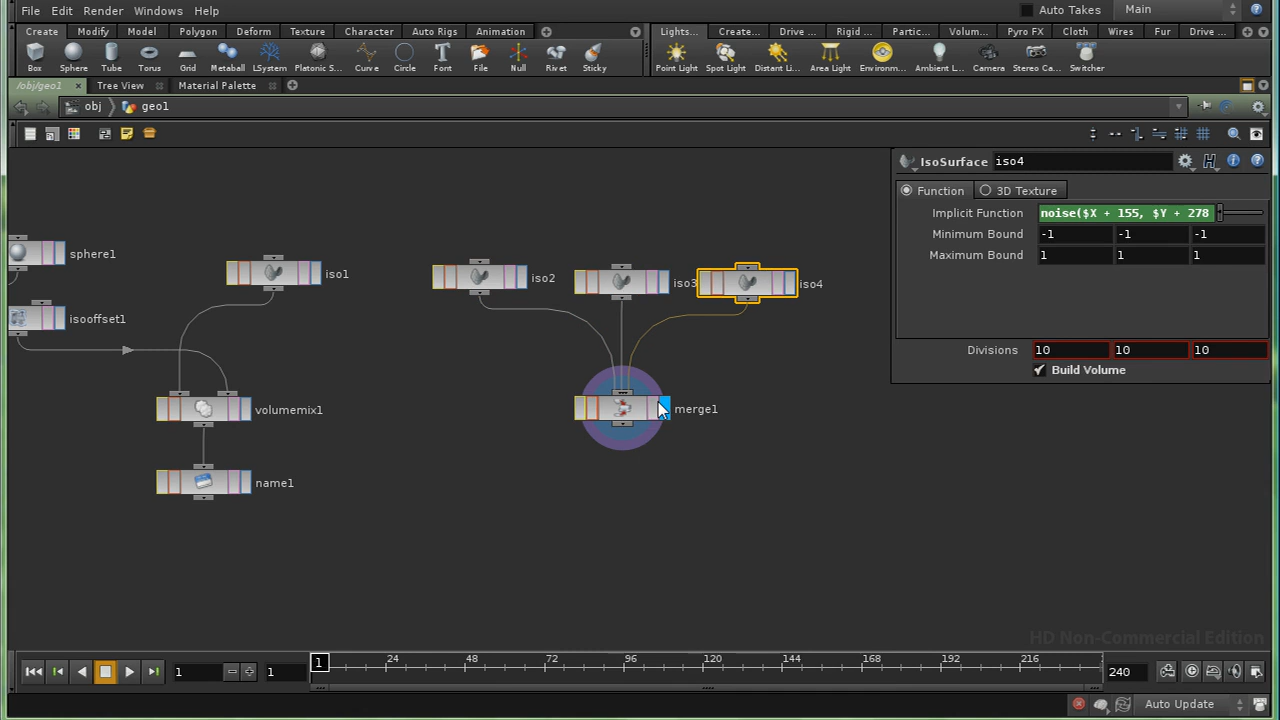 File Edit Render Windows Help
Auto Takes Main
Create Modify Model Polygon Deform Texture Character Auto Rigs Animation
Lights... Create... Drive ... Rigid ... Partic... Volum... Pyro FX Cloth Wires Fur Drive ...
Box Sphere Tube Torus Grid Metaball LSystem Platonic S... Curve Circle Font File Null Rivet Sticky
Point Light Spot Light Distant Li... Area Light Environm... Ambient L... Camera Stereo Ca... Switcher
/obj/geo1 Tree View Material Palette
obj geo1
IsoSurface iso4
Function 3D Texture
Implicit Function noise($X + 155, $Y + 278
Minimum Bound -1 -1 -1
Maximum Bound 1 1 1
Divisions 10 10 10
Build Volume
sphere1
iso1
iso2
iso3
iso4
isooffset1
volumemix1
merge1
name1
HD Non-Commercial Edition
1 1 1 24 48 72 96 120 144 168 192 216 240
Auto Update